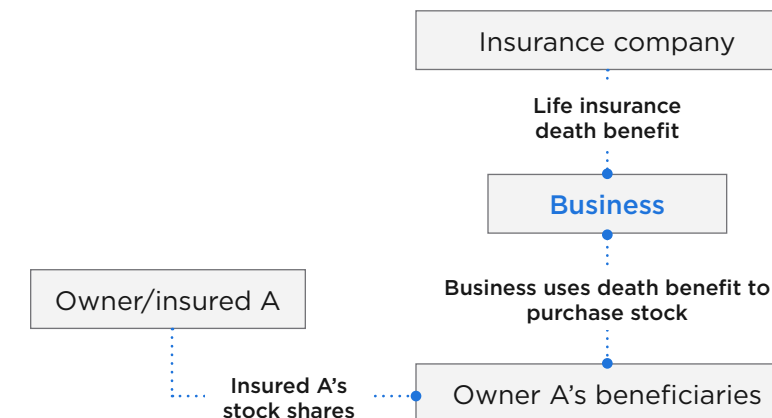 Insurance company
Life insurance
death benefit
Business
Business uses death benefit to
purchase stock
Owner/insured A
Insured A's
stock shares
Owner A's beneficiaries